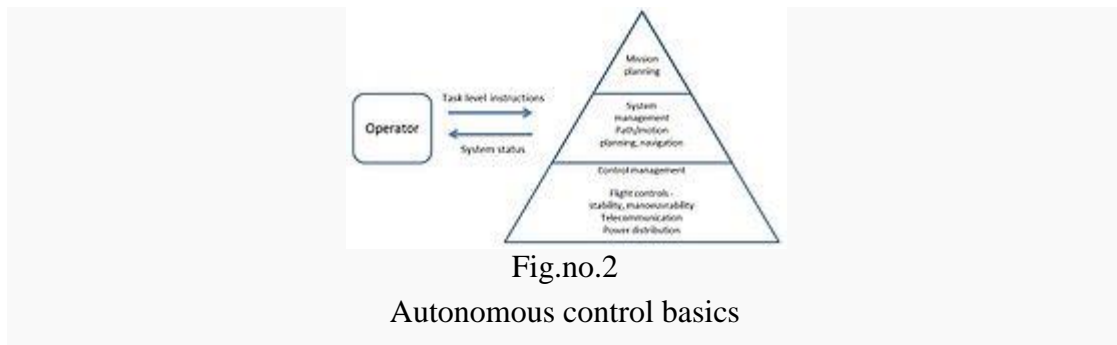 Mission
planning
Task level instructions
System
management
Path/motion
planning, navigation
Operator
System status
Control management
Flight controls -
stability, manoeuvrability
Telecommunication
Power distribution
Fig.no.2
Autonomous control basics